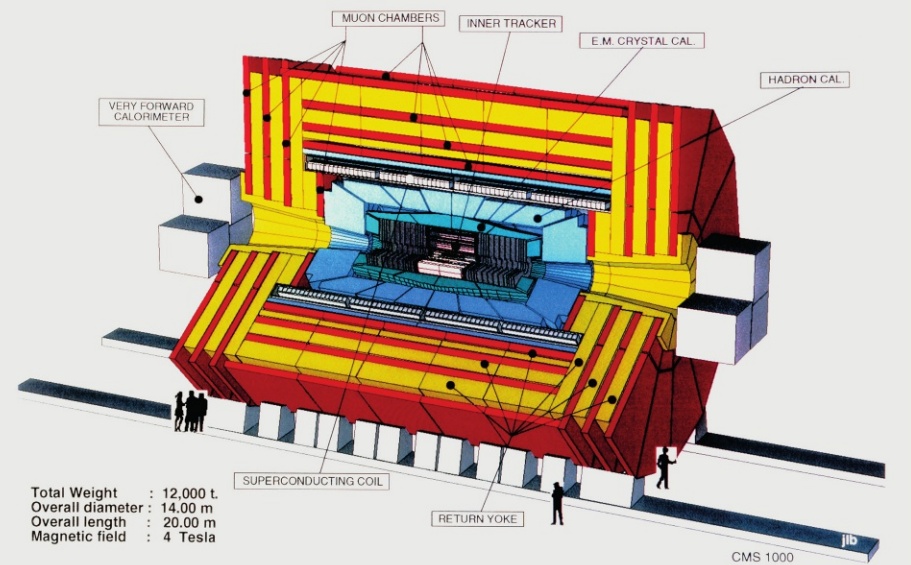 MUON CHAMBERS
INNER TRACKER
E.M. CRYSTAL CAL.
HADRON CAL.
VERY FORWARD
CALORIMETER
SUPERCONDUCTING COIL
RETURN YOKE
Total Weight : 12,000 t.
Overall diameter : 14.00 m
Overall length : 20.00 m
Magnetic field : 4 Tesla
jlb
CMS 1000